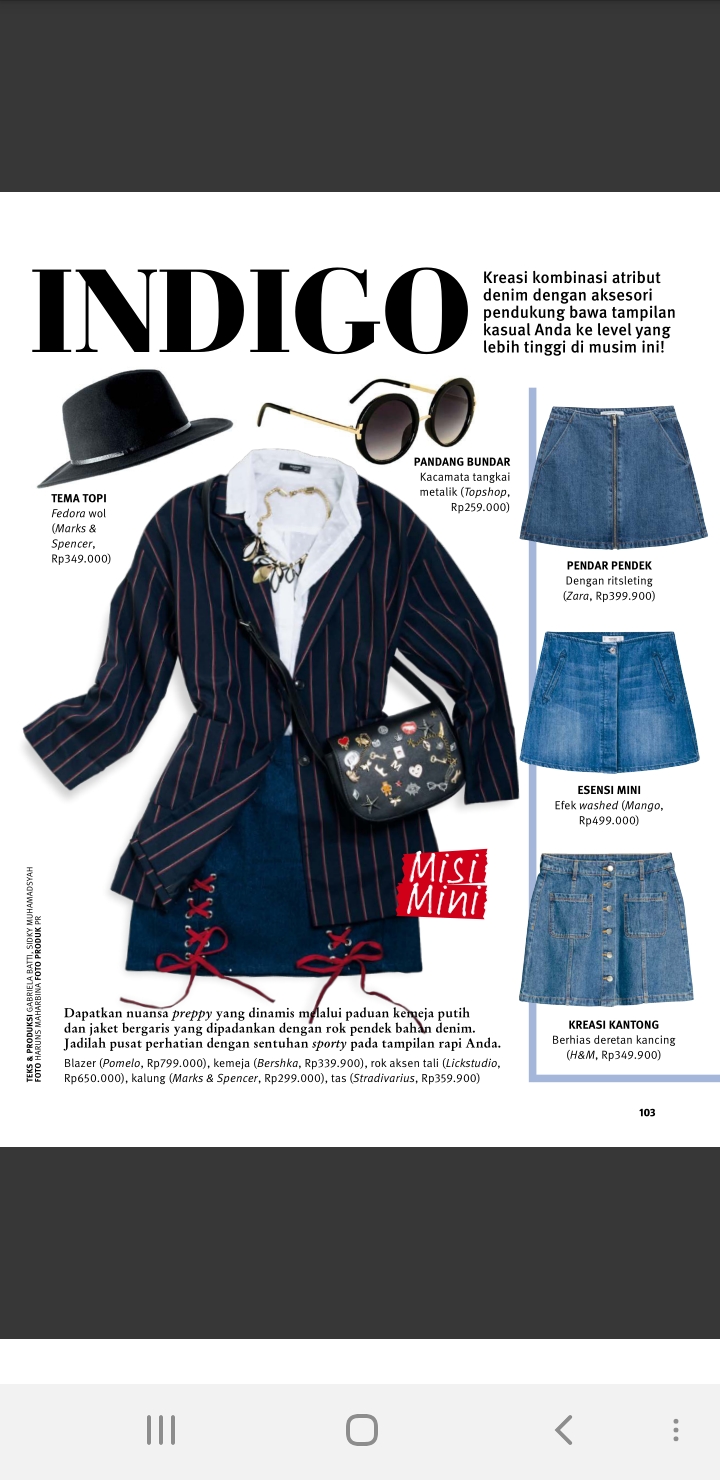 INDIGO
Kreasi kombinasi atribut
denim dengan aksesori
pendukung bawa tampilan
kasual Anda ke level yang
lebih tinggi di musim ini!
TEMA TOPI
Fedora wol
(Marks &
Spencer,
Rp349.000)
PANDANG BUNDAR
Kacamata tangkai
metalik (Topshop,
Rp259.000)
PENDAR PENDEK
Dengan ritsleting
(Zara, Rp399.900)
ESENSI MINI
Efek washed (Mango,
Rp499.000)
KREASI KANTONG
Berhias deretan kancing
(H&M, Rp349.900)
Misi
Mini
Dapatkan nuansa preppy yang dinamis melalui paduan kemeja putih
dan jaket bergaris yang dipadankan dengan rok pendek bahan denim.
Jadilah pusat perhatian dengan sentuhan sporty pada tampilan rapi Anda.
Blazer (Pomelo, Rp799.000), kemeja (Bershka, Rp339.900), rok aksen tali (Lickstudio,
Rp650.000), kalung (Marks & Spencer, Rp299.000), tas (Stradivarius, Rp359.900)
TEKS & PRODUKSI GABRIELA BATTI, SIDKY MUHAMADSYAH
FOTO HARUNS MAHARBINA FOTO PRODUK PR
103